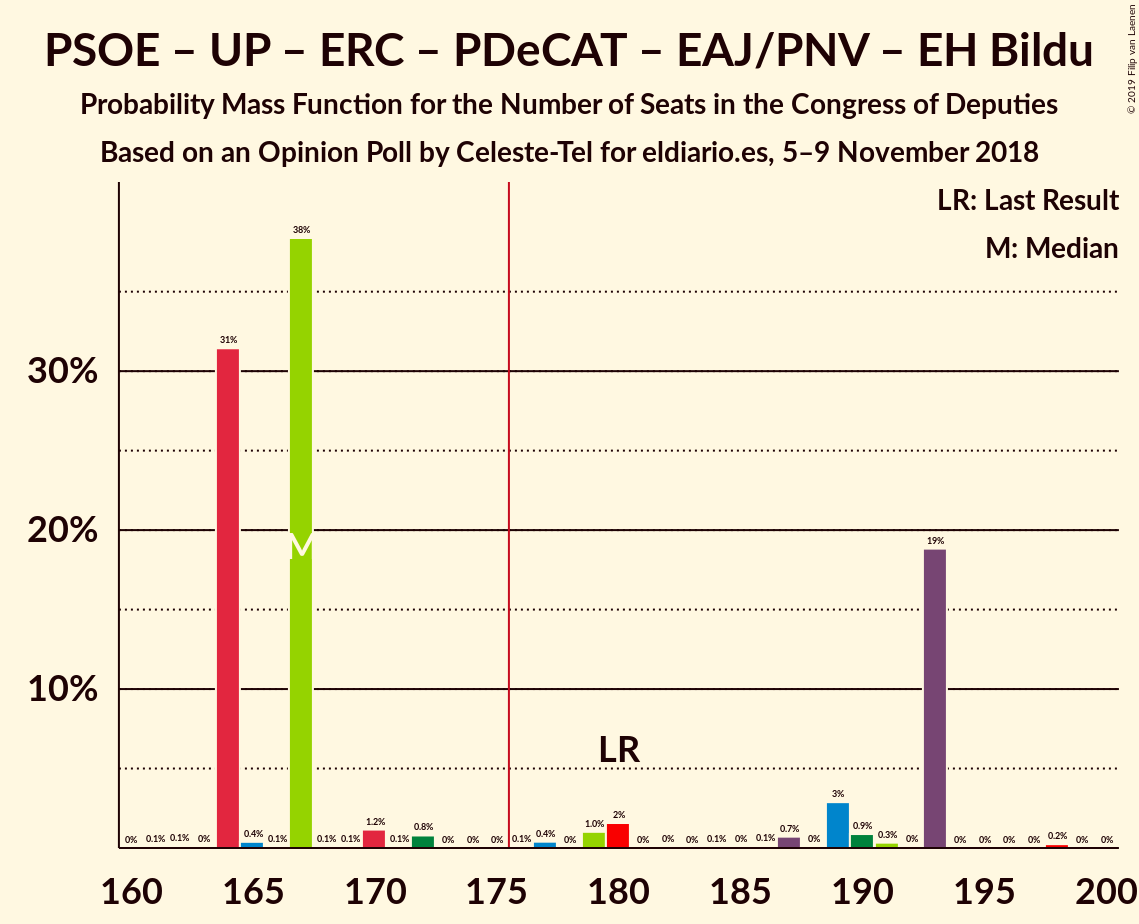 PSOE – UP – ERC – PDeCAT – EAJ/PNV – EH Bildu
Probability Mass Function for the Number of Seats in the Congress of Deputies
Based on an Opinion Poll by Celeste-Tel for eldiario.es, 5–9 November 2018
© 2019 Filip van Laenen
LR: Last Result
M: Median
30%
20%
10%
0% 0.1% 0.1% 0% 31% 0.4% 0.1% 38% 0.1% 0.1% 1.2% 0.1% 0.8% 0% 0% 0% 0.1% 0.4% 0% 1.0% 2% 0% 0% 0% 0.1% 0% 0.1% 0.7% 0% 3% 0.9% 0.3% 0% 19% 0% 0% 0% 0% 0.2% 0% 0%
M
LR
160 165 170 175 180 185 190 195 200